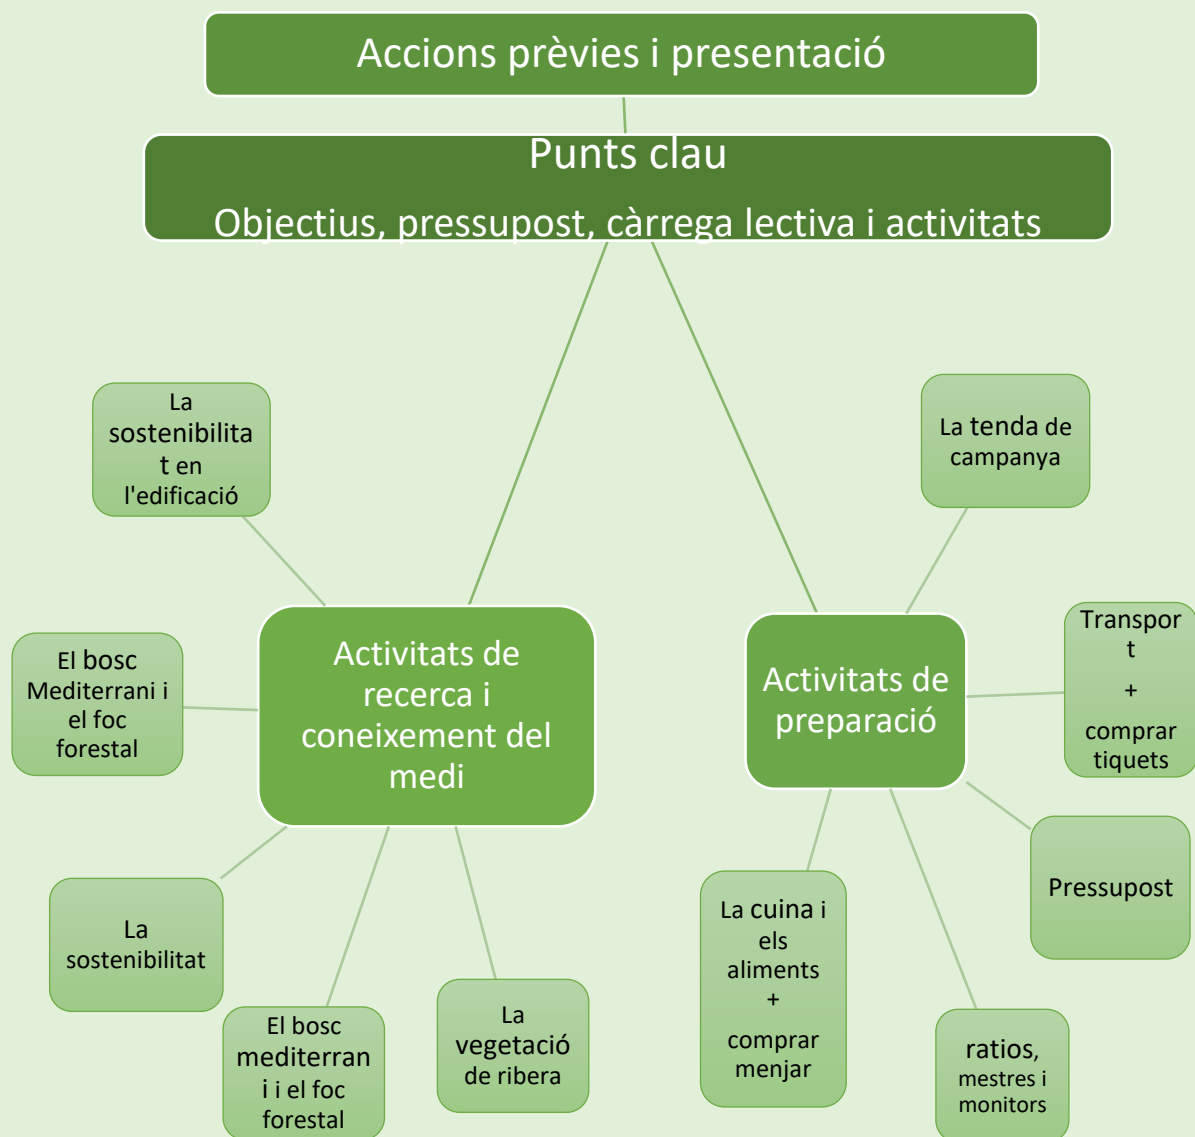 Accions prèvies i presentació
Punts clau
Objectius, pressupost, càrrega lectiva i activitats
La
sostenibilita
t en
l'edificació
La tenda de
campanya
El bosc
Mediterrani i
el foc
forestal
Activitats de
recerca i
coneixement del
medi
Activitats de
preparació
Transpor
t
+
comprar
tiquets
La
sostenibilitat
El bosc
mediterran
i i el foc
forestal
La
vegetació
de ribera
La cuina i
els
aliments
+
comprar
menjar
Pressupost
ratios,
mestres i
monitors